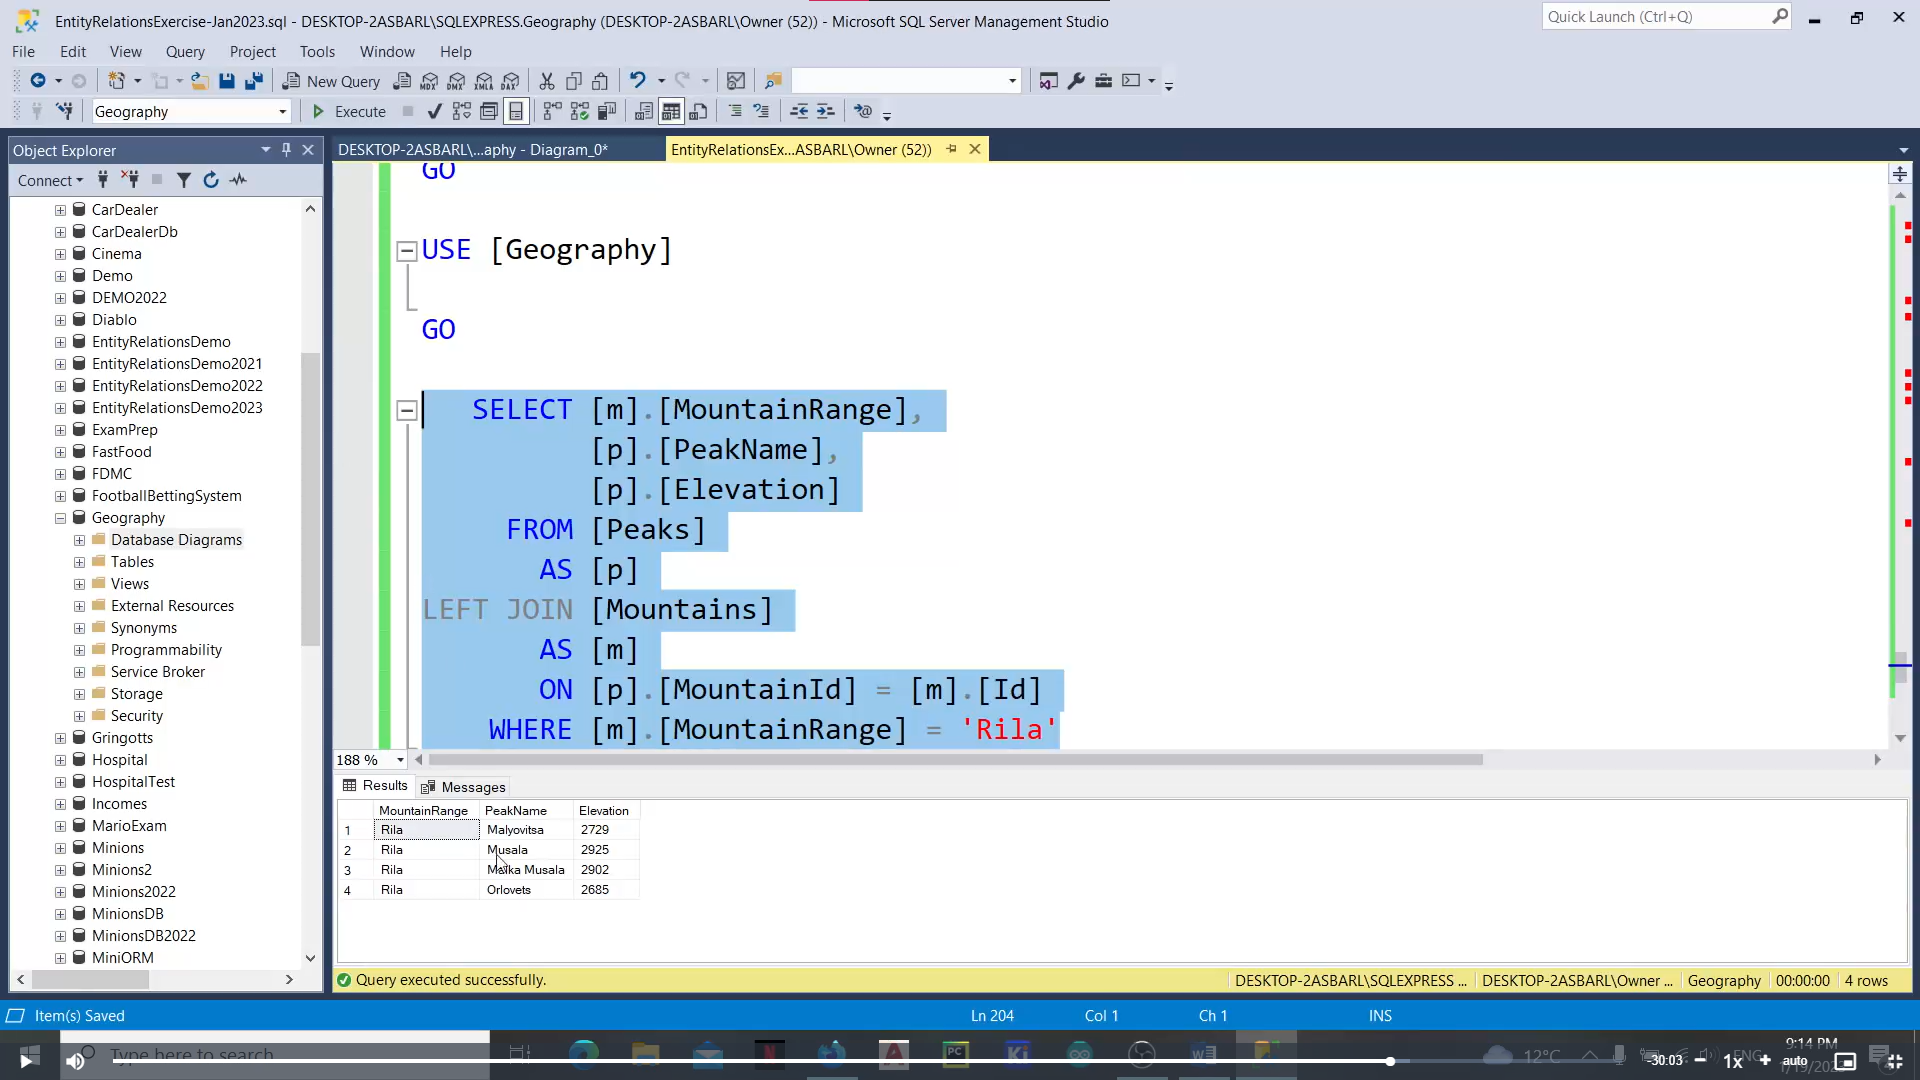 EntityRelationsExercise-Jan2023.sql - DESKTOP-2ASBARL\SQLEXPRESS.Geography (DESKTOP-2ASBARL\Owner (52)) - Microsoft SQL Server Management Studio
Quick Launch (Ctrl+Q)
File Edit View Query Project Tools Window Help
New Query
MDX DMX XMLA DAX
Geography
Execute
Object Explorer
DESKTOP-2ASBARL\...aphy - Diagram_0*
EntityRelationsEx...ASBARL\Owner (52))
Connect
CarDealer
CarDealerDb
Cinema
Demo
DEMO2022
Diablo
EntityRelationsDemo
EntityRelationsDemo2021
EntityRelationsDemo2022
EntityRelationsDemo2023
ExamPrep
FastFood
FDMC
FootballBettingSystem
Geography
Database Diagrams
Tables
Views
External Resources
Synonyms
Programmability
Service Broker
Storage
Security
Gringotts
Hospital
HospitalTest
Incomes
MarioExam
Minions
Minions2
Minions2022
MinionsDB
MinionsDB2022
MiniORM
GO
USE [Geography]
GO
SELECT [m].[MountainRange],
[p].[PeakName],
[p].[Elevation]
FROM [Peaks]
AS [p]
LEFT JOIN [Mountains]
AS [m]
ON [p].[MountainId] = [m].[Id]
WHERE [m].[MountainRange] = 'Rila'
188 %
Results Messages
MountainRange PeakName Elevation
1 Rila Malyovitsa 2729
2 Rila Musala 2925
3 Rila Malka Musala 2902
4 Rila Orlovets 2685
Query executed successfully.
DESKTOP-2ASBARL\SQLEXPRESS ... DESKTOP-2ASBARL\Owner ... Geography 00:00:00 4 rows
Item(s) Saved
Ln 204 Col 1 Ch 1 INS
Type here to search
12°C
ENG
9:14 PM
1/19/2023
-30:03
1x
auto